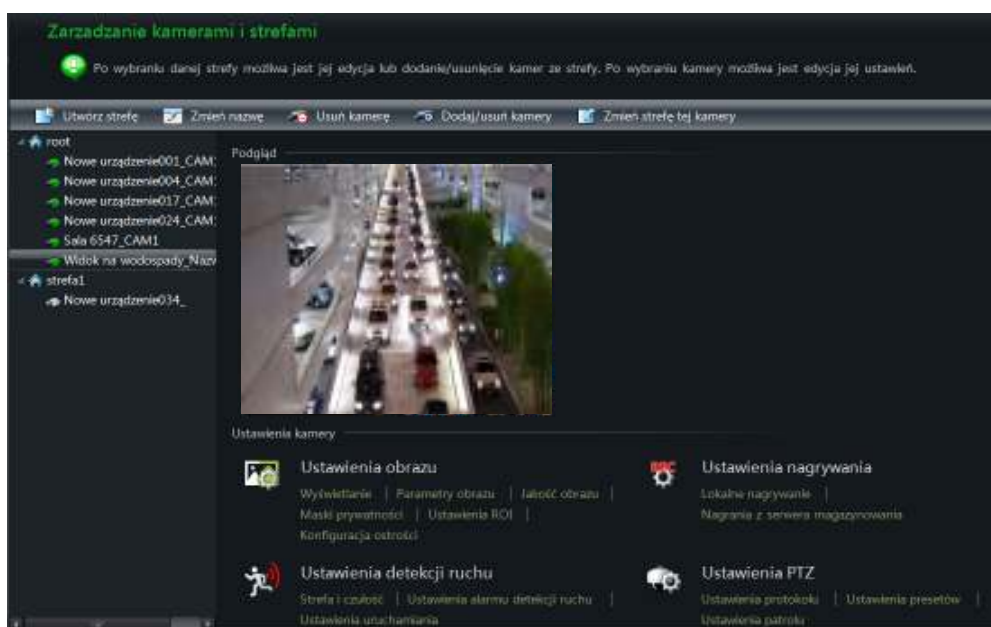 Zarzadzanie kamerami i strefami
Po wybraniu danej strefy możliwa jest jej edycja lub dodanie/usunięcie kamer ze strefy. Po wybraniu kamery możliwa jest edycja jej ustawień.
Utwórz strefę Zmień nazwę Usuń kamerę Dodaj/usuń kamery Zmień strefę tej kamery
root
Nowe urządzenie001_CAM
Nowe urządzenie004_CAM
Nowe urządzenie017_CAM
Nowe urządzenie024_CAM
Sala 6547_CAM1
Widok na wodospady_Nazw
strefa1
Nowe urządzenie034_
Podgląd
Ustawienia kamery
Ustawienia obrazu
Wyświetlanie | Parametry obrazu | Jakość obrazu |
Maski prywatności | Ustawienia ROI |
Konfiguracja ostrości
Ustawienia nagrywania
Lokalne nagrywanie |
Nagrania z serwera magazynowania
Ustawienia detekcji ruchu
Strefa i czułość | Ustawienia alarmu detekcji ruchu |
Ustawienia uruchamiania
Ustawienia PTZ
Ustawienia protokołu | Ustawienia presetów |
Ustawienia patrolu